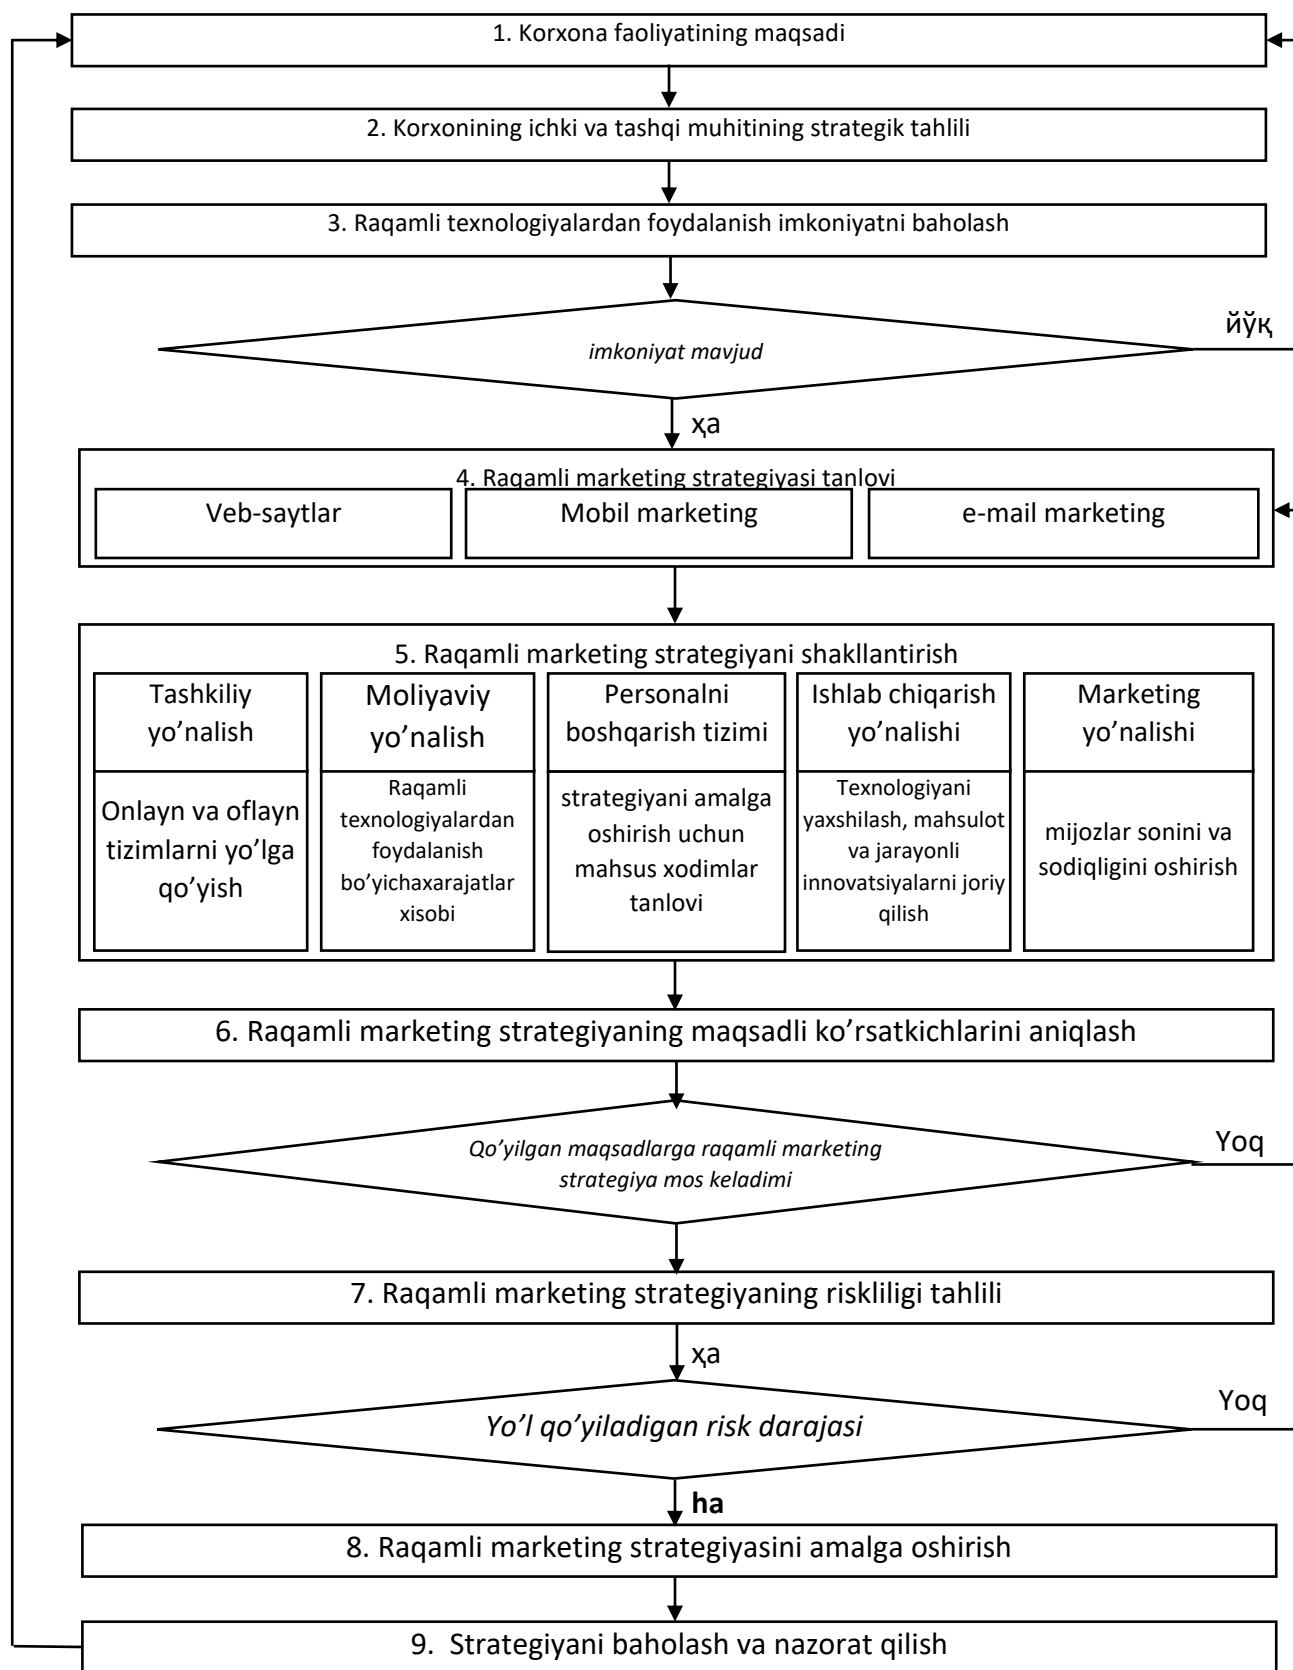 1. Korxona faoliyatining maqsadi
2. Korxonining ichki va tashqi muhitining strategik tahlili
3. Raqamli texnologiyalardan foydalanish imkoniyatni baholash
йўқ
imkoniyat mavjud
ҳа
4. Raqamli marketing strategiyasi tanlovi
Veb-saytlar
Mobil marketing
e-mail marketing
5. Raqamli marketing strategiyani shakllantirish
Tashkiliy
yo’nalish
Moliyaviy
yo’nalish
Personalni
boshqarish tizimi
Ishlab chiqarish
yo’nalishi
Marketing
yo’nalishi
Onlayn va oflayn
tizimlarni yo’lga
qo’yish
Raqamli
texnologiyalardan
foydalanish
bo’yichaxarajatlar
xisobi
strategiyani amalga
oshirish uchun
mahsus xodimlar
tanlovi
Texnologiyani
yaxshilash, mahsulot
va jarayonli
innovatsiyalarni joriy
qilish
mijozlar sonini va
sodiqligini oshirish
6. Raqamli marketing strategiyaning maqsadli ko’rsatkichlarini aniqlash
Yoq
Qo’yilgan maqsadlarga raqamli marketing
strategiya mos keladimi
7. Raqamli marketing strategiyaning riskliligi tahlili
ҳа
Yoq
Yo’l qo’yiladigan risk darajasi
ha
8. Raqamli marketing strategiyasini amalga oshirish
9. Strategiyani baholash va nazorat qilish